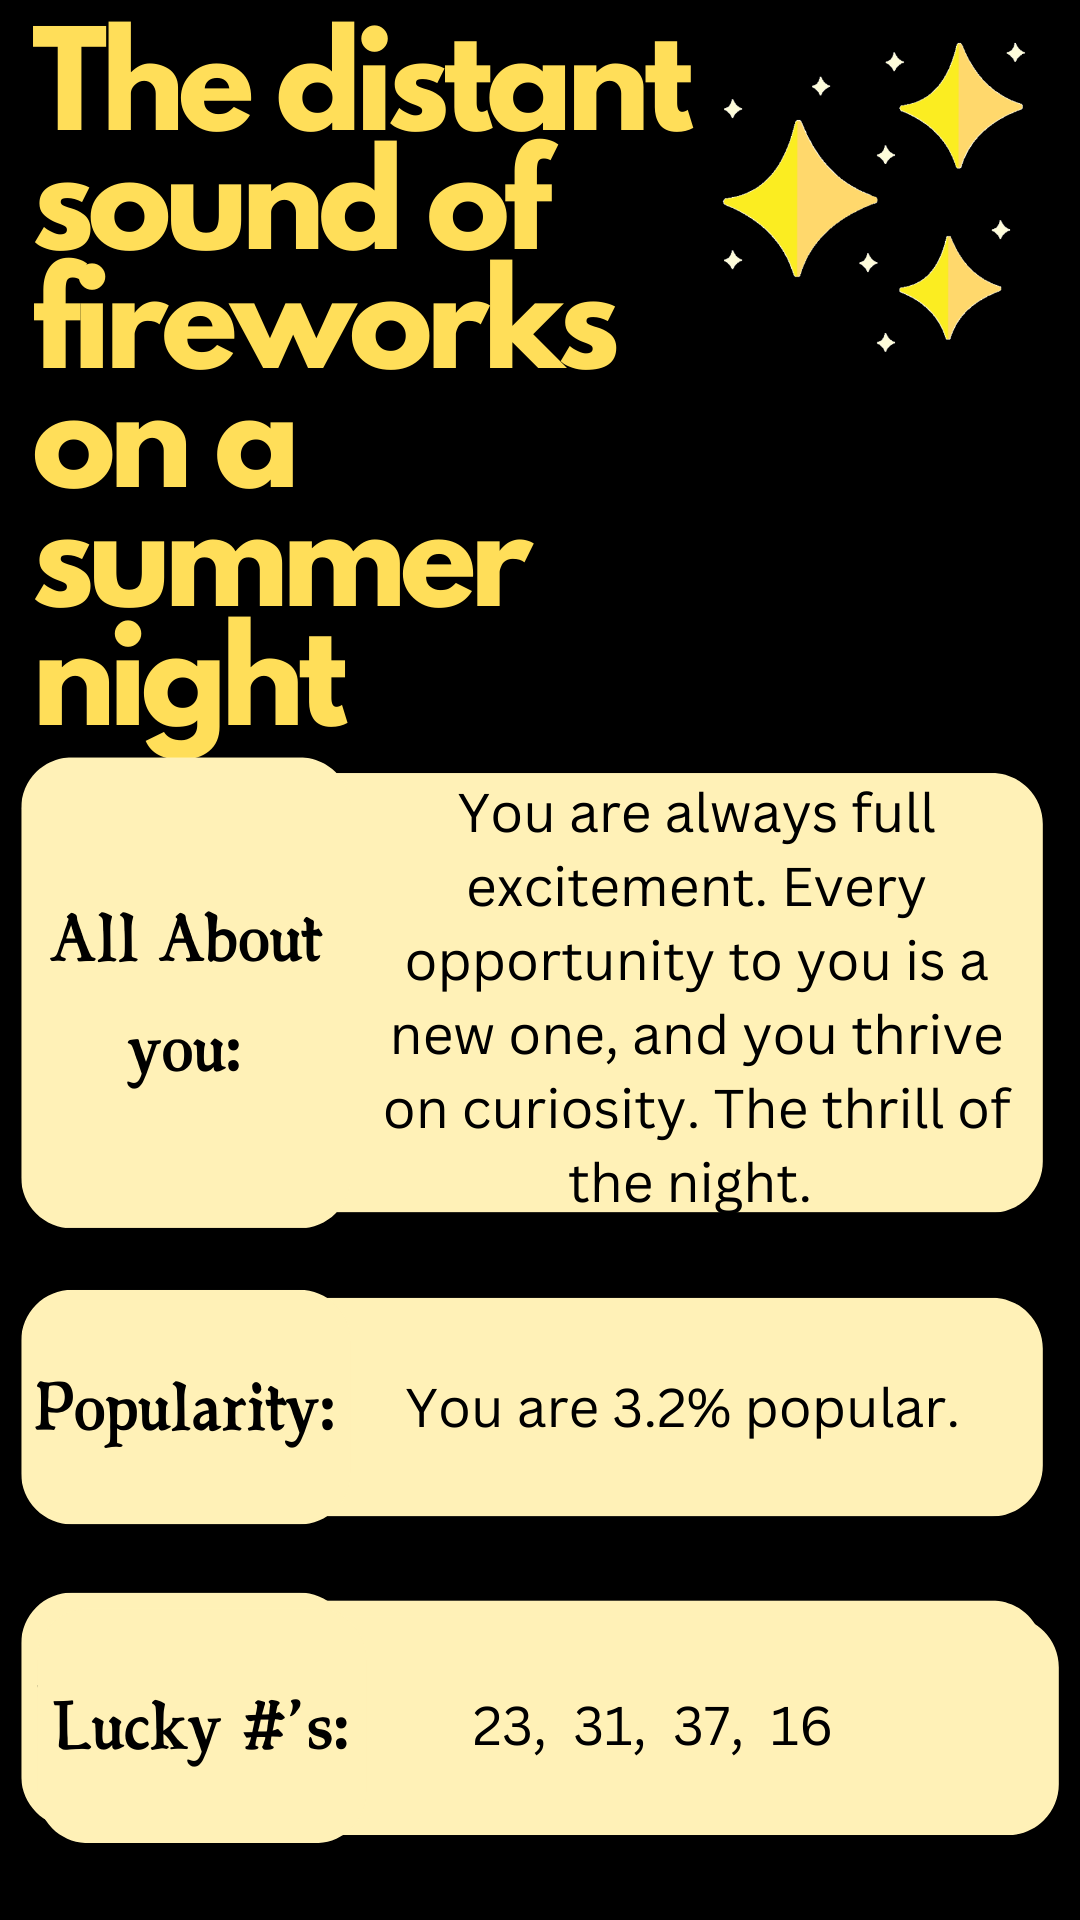 The distant
sound of
fireworks
on a
summer
night
All About
you:
You are always full
excitement. Every
opportunity to you is a
new one, and you thrive
on curiosity. The thrill of
the night.
Popularity:
You are 3.2% popular.
Lucky #'s:
23, 31, 37, 16